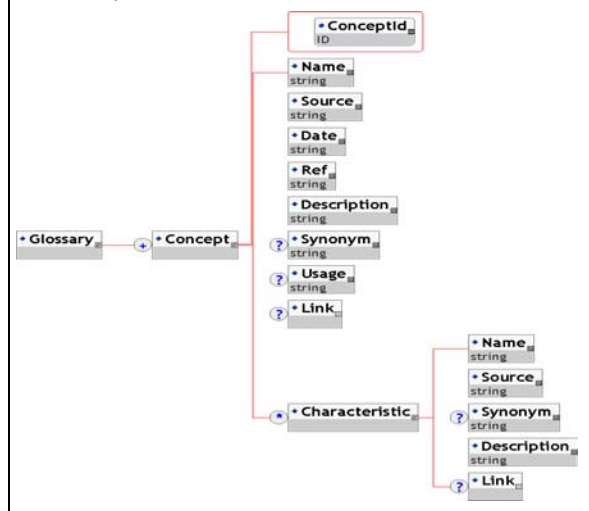 ConceptId
ID
Name
string
Source
string
Date
string
Ref
string
Description
string
Glossary
+
Concept
?
Synonym
string
?
Usage
string
?
Link
*
Characteristic
Name
string
Source
string
?
Synonym
string
Description
string
?
Link